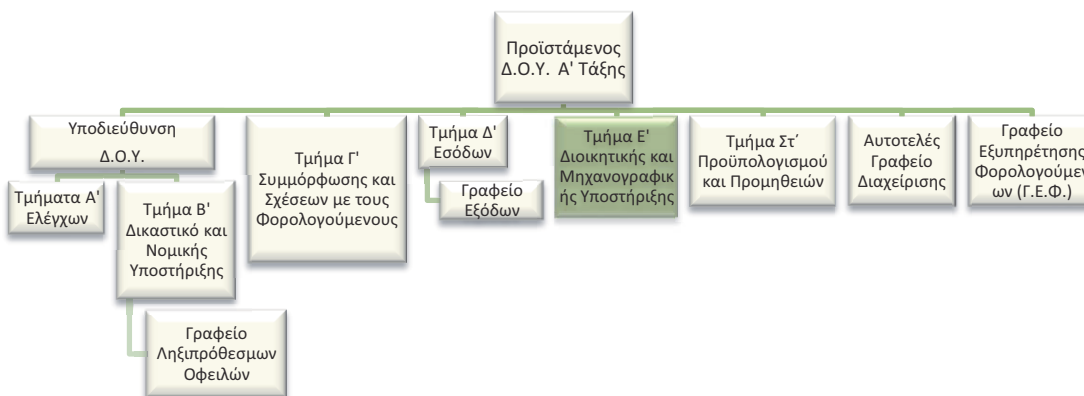 Προϊστάμενος
Δ.Ο.Υ. Α' Τάξης
Υποδιεύθυνση
Δ.Ο.Υ.
Τμήματα Α'
Ελέγχων
Τμήμα Β'
Δικαστικό και
Νομικής
Υποστήριξης
Γραφείο
Ληξιπρόθεσμων
Οφειλών
Τμήμα Γ'
Συμμόρφωσης και
Σχέσεων με τους
Φορολογούμενους
Τμήμα Δ'
Εσόδων
Γραφείο
Εξόδων
Τμήμα Ε'
Διοικητικής και
Μηχανογραφικ
ής Υποστήριξης
Τμήμα Στ΄
Προϋπολογισμού
και Προμηθειών
Αυτοτελές
Γραφείο
Διαχείρισης
Γραφείο
Εξυπηρέτησης
Φορολογούμεν
ων (Γ.Ε.Φ.)